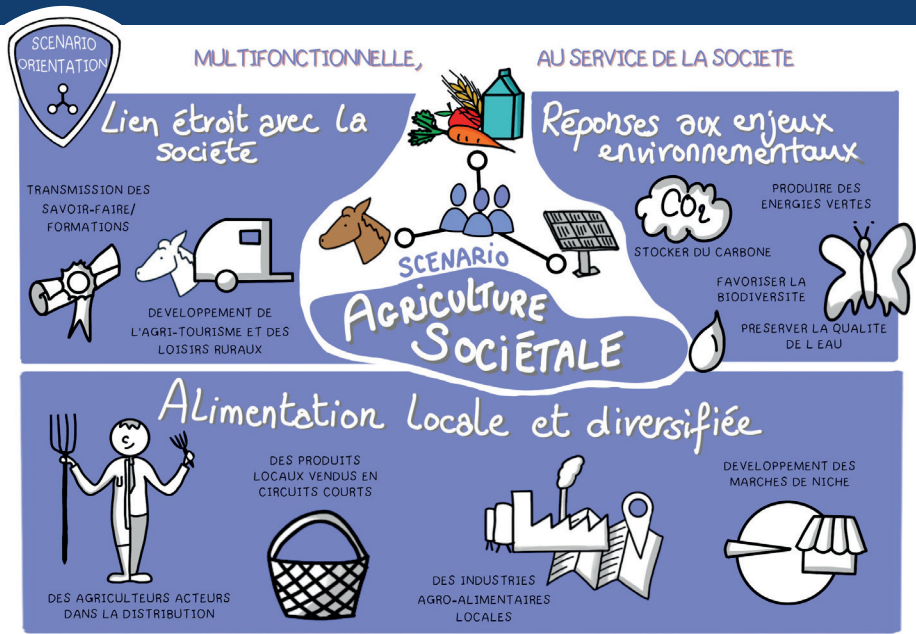 SCENARIO
ORIENTATION
MULTIFONCTIONNELLE,
AU SERVICE DE LA SOCIETE
Lien étroit avec la
société
TRANSMISSION DES
SAVOIR-FAIRE/
FORMATIONS
DEVELOPPEMENT DE
L'AGRI-TOURISME ET DES
LOISIRS RURAUX
SCENARIO
AGRICULTURE
SOCIÉTALE
Réponses aux enjeux
environnementaux
CO2
STOCKER DU CARBONE
PRODUIRE DES
ENERGIES VERTES
FAVORISER LA
BIODIVERSITE
PRESERVER LA QUALITE
DE L EAU
Alimentation locale et diversifiée
DES AGRICULTEURS ACTEURS
DANS LA DISTRIBUTION
DES PRODUITS
LOCAUX VENDUS EN
CIRCUITS COURTS
DES INDUSTRIES
AGRO-ALIMENTAIRES
LOCALES
DEVELOPPEMENT DES
MARCHES DE NICHE